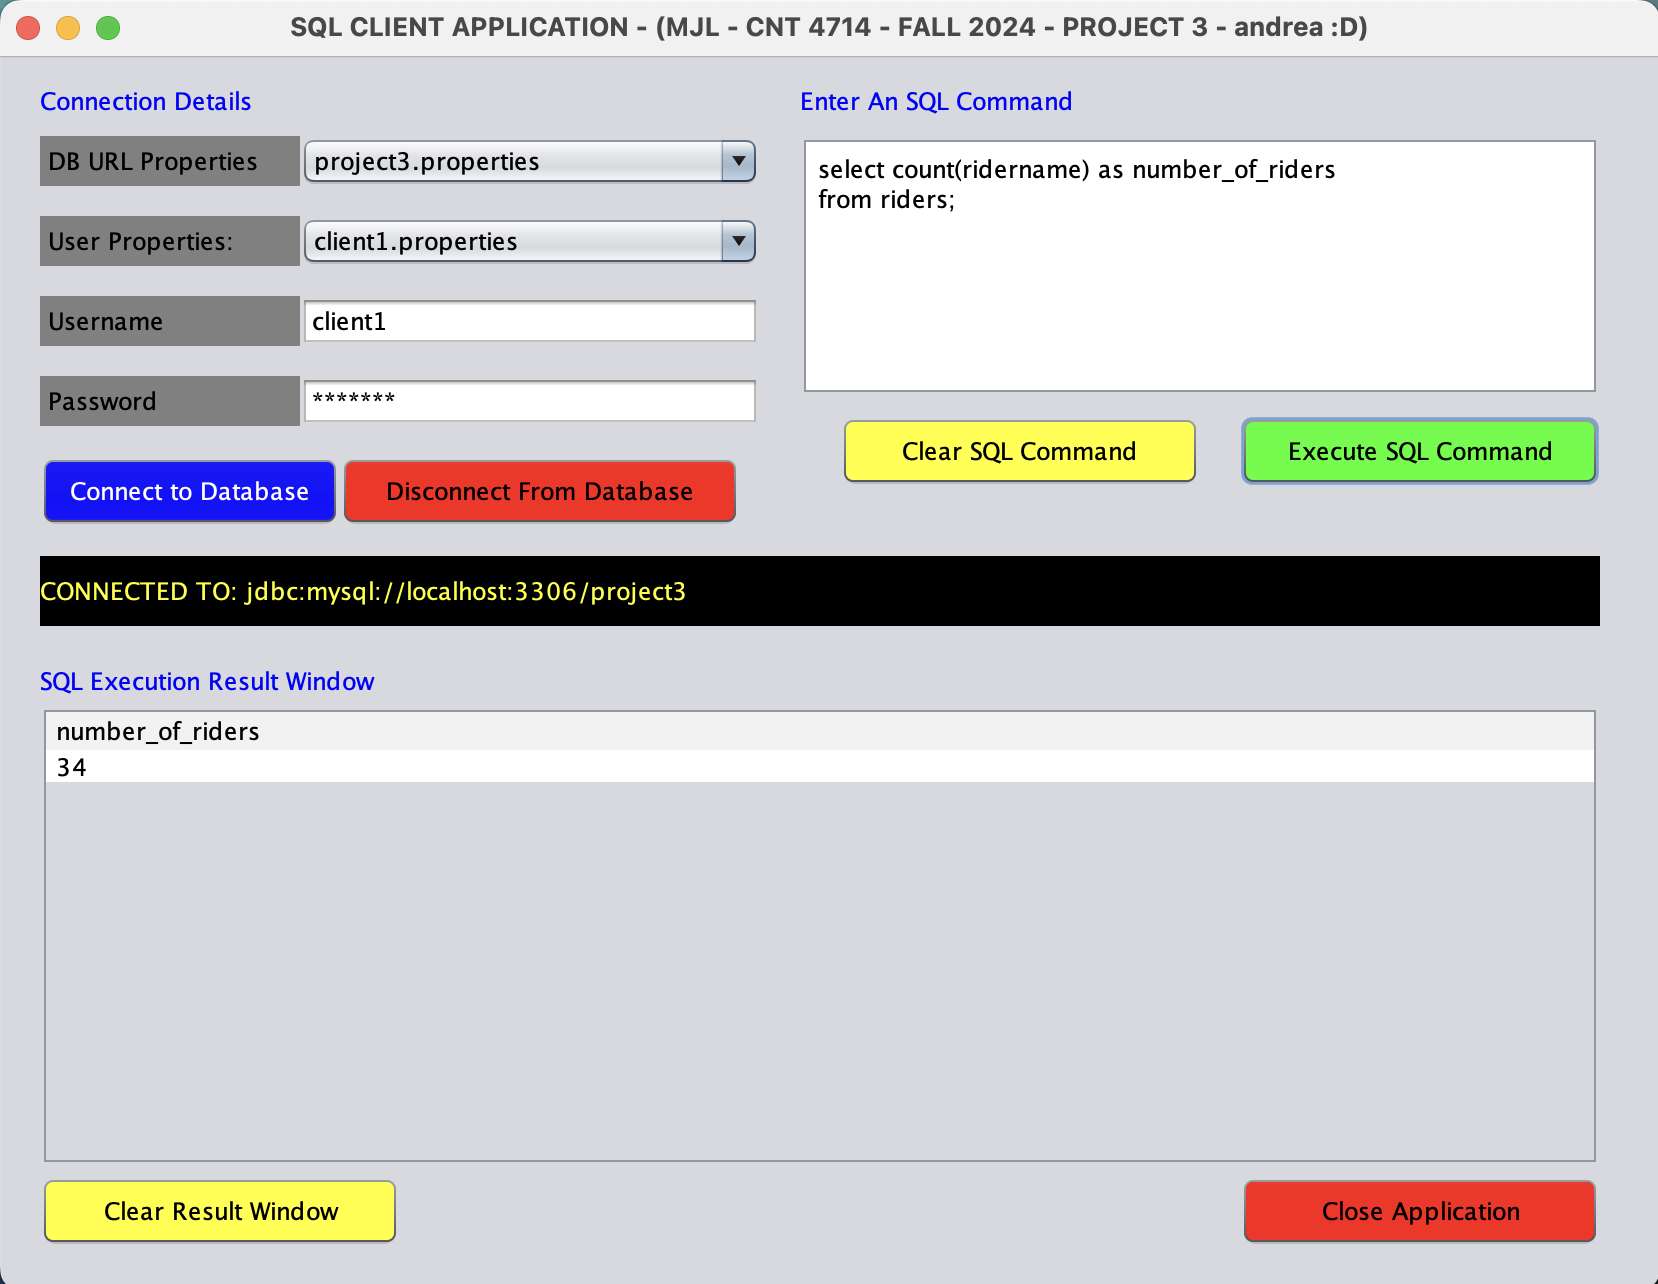 SQL CLIENT APPLICATION - (MJL - CNT 4714 - FALL 2024 - PROJECT 3 - andrea :D)
Connection Details
DB URL Properties
project3.properties
User Properties:
client1.properties
Username
client1
Password
*******
Connect to Database
Disconnect From Database
Enter An SQL Command
select count(ridername) as number_of_riders
from riders;
Clear SQL Command
Execute SQL Command
CONNECTED TO: jdbc:mysql://localhost:3306/project3
SQL Execution Result Window
number_of_riders
34
Clear Result Window
Close Application